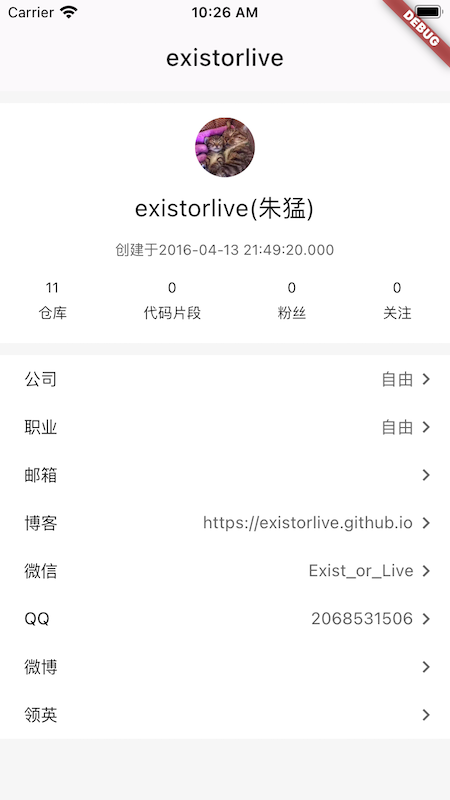 Carrier 10:26 AM
DEBUG
existorlive
existorlive(朱猛)
创建于2016-04-13 21:49:20.000
11 0 0 0
仓库 代码片段 粉丝 关注
公司 自由
职业 自由
邮箱
博客 https://existorlive.github.io
微信 Exist_or_Live
QQ 2068531506
微博
领英